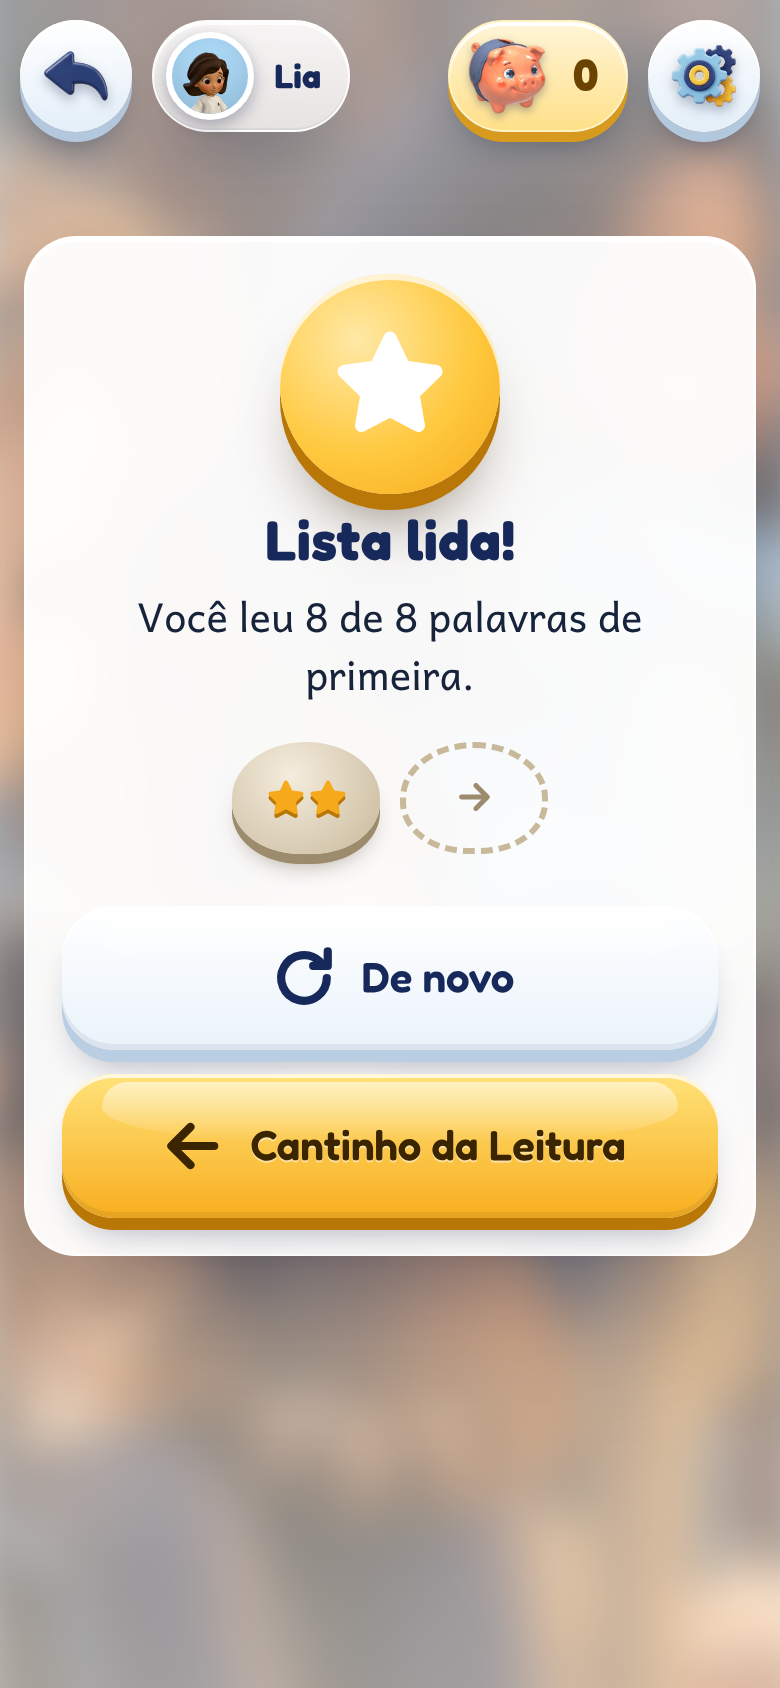 Lia
0
Lista lida!
Você leu 8 de 8 palavras de
primeira.
De novo
Cantinho da Leitura